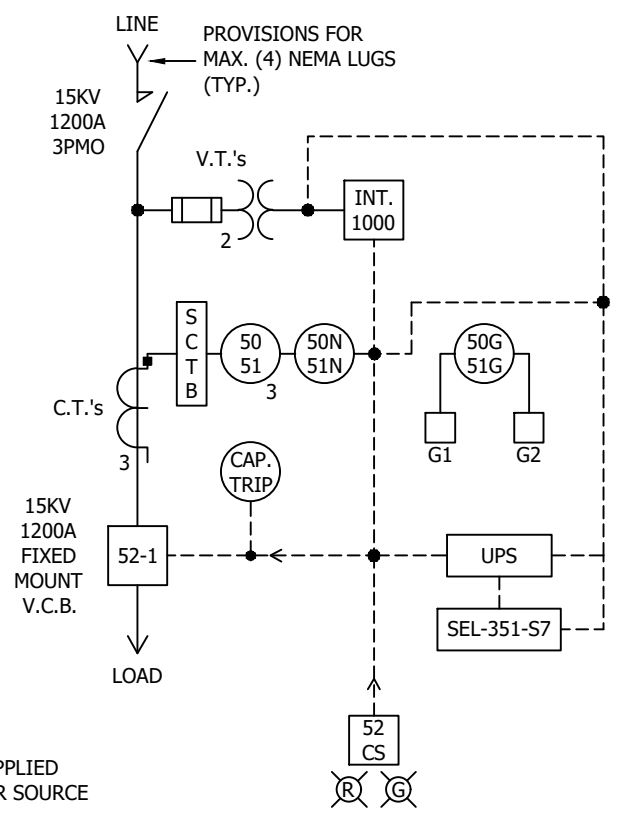 LINE
PROVISIONS FOR
MAX. (4) NEMA LUGS
(TYP.)
15KV
1200A
3PMO
V.T.'s
2
INT.
1000
S
C
T
B
50
51
3
50N
51N
50G
51G
G1
G2
C.T.'s
3
CAP.
TRIP
15KV
1200A
FIXED
MOUNT
V.C.B.
52-1
UPS
SEL-351-S7
LOAD
52
CS
R
G
PPLIED
R SOURCE